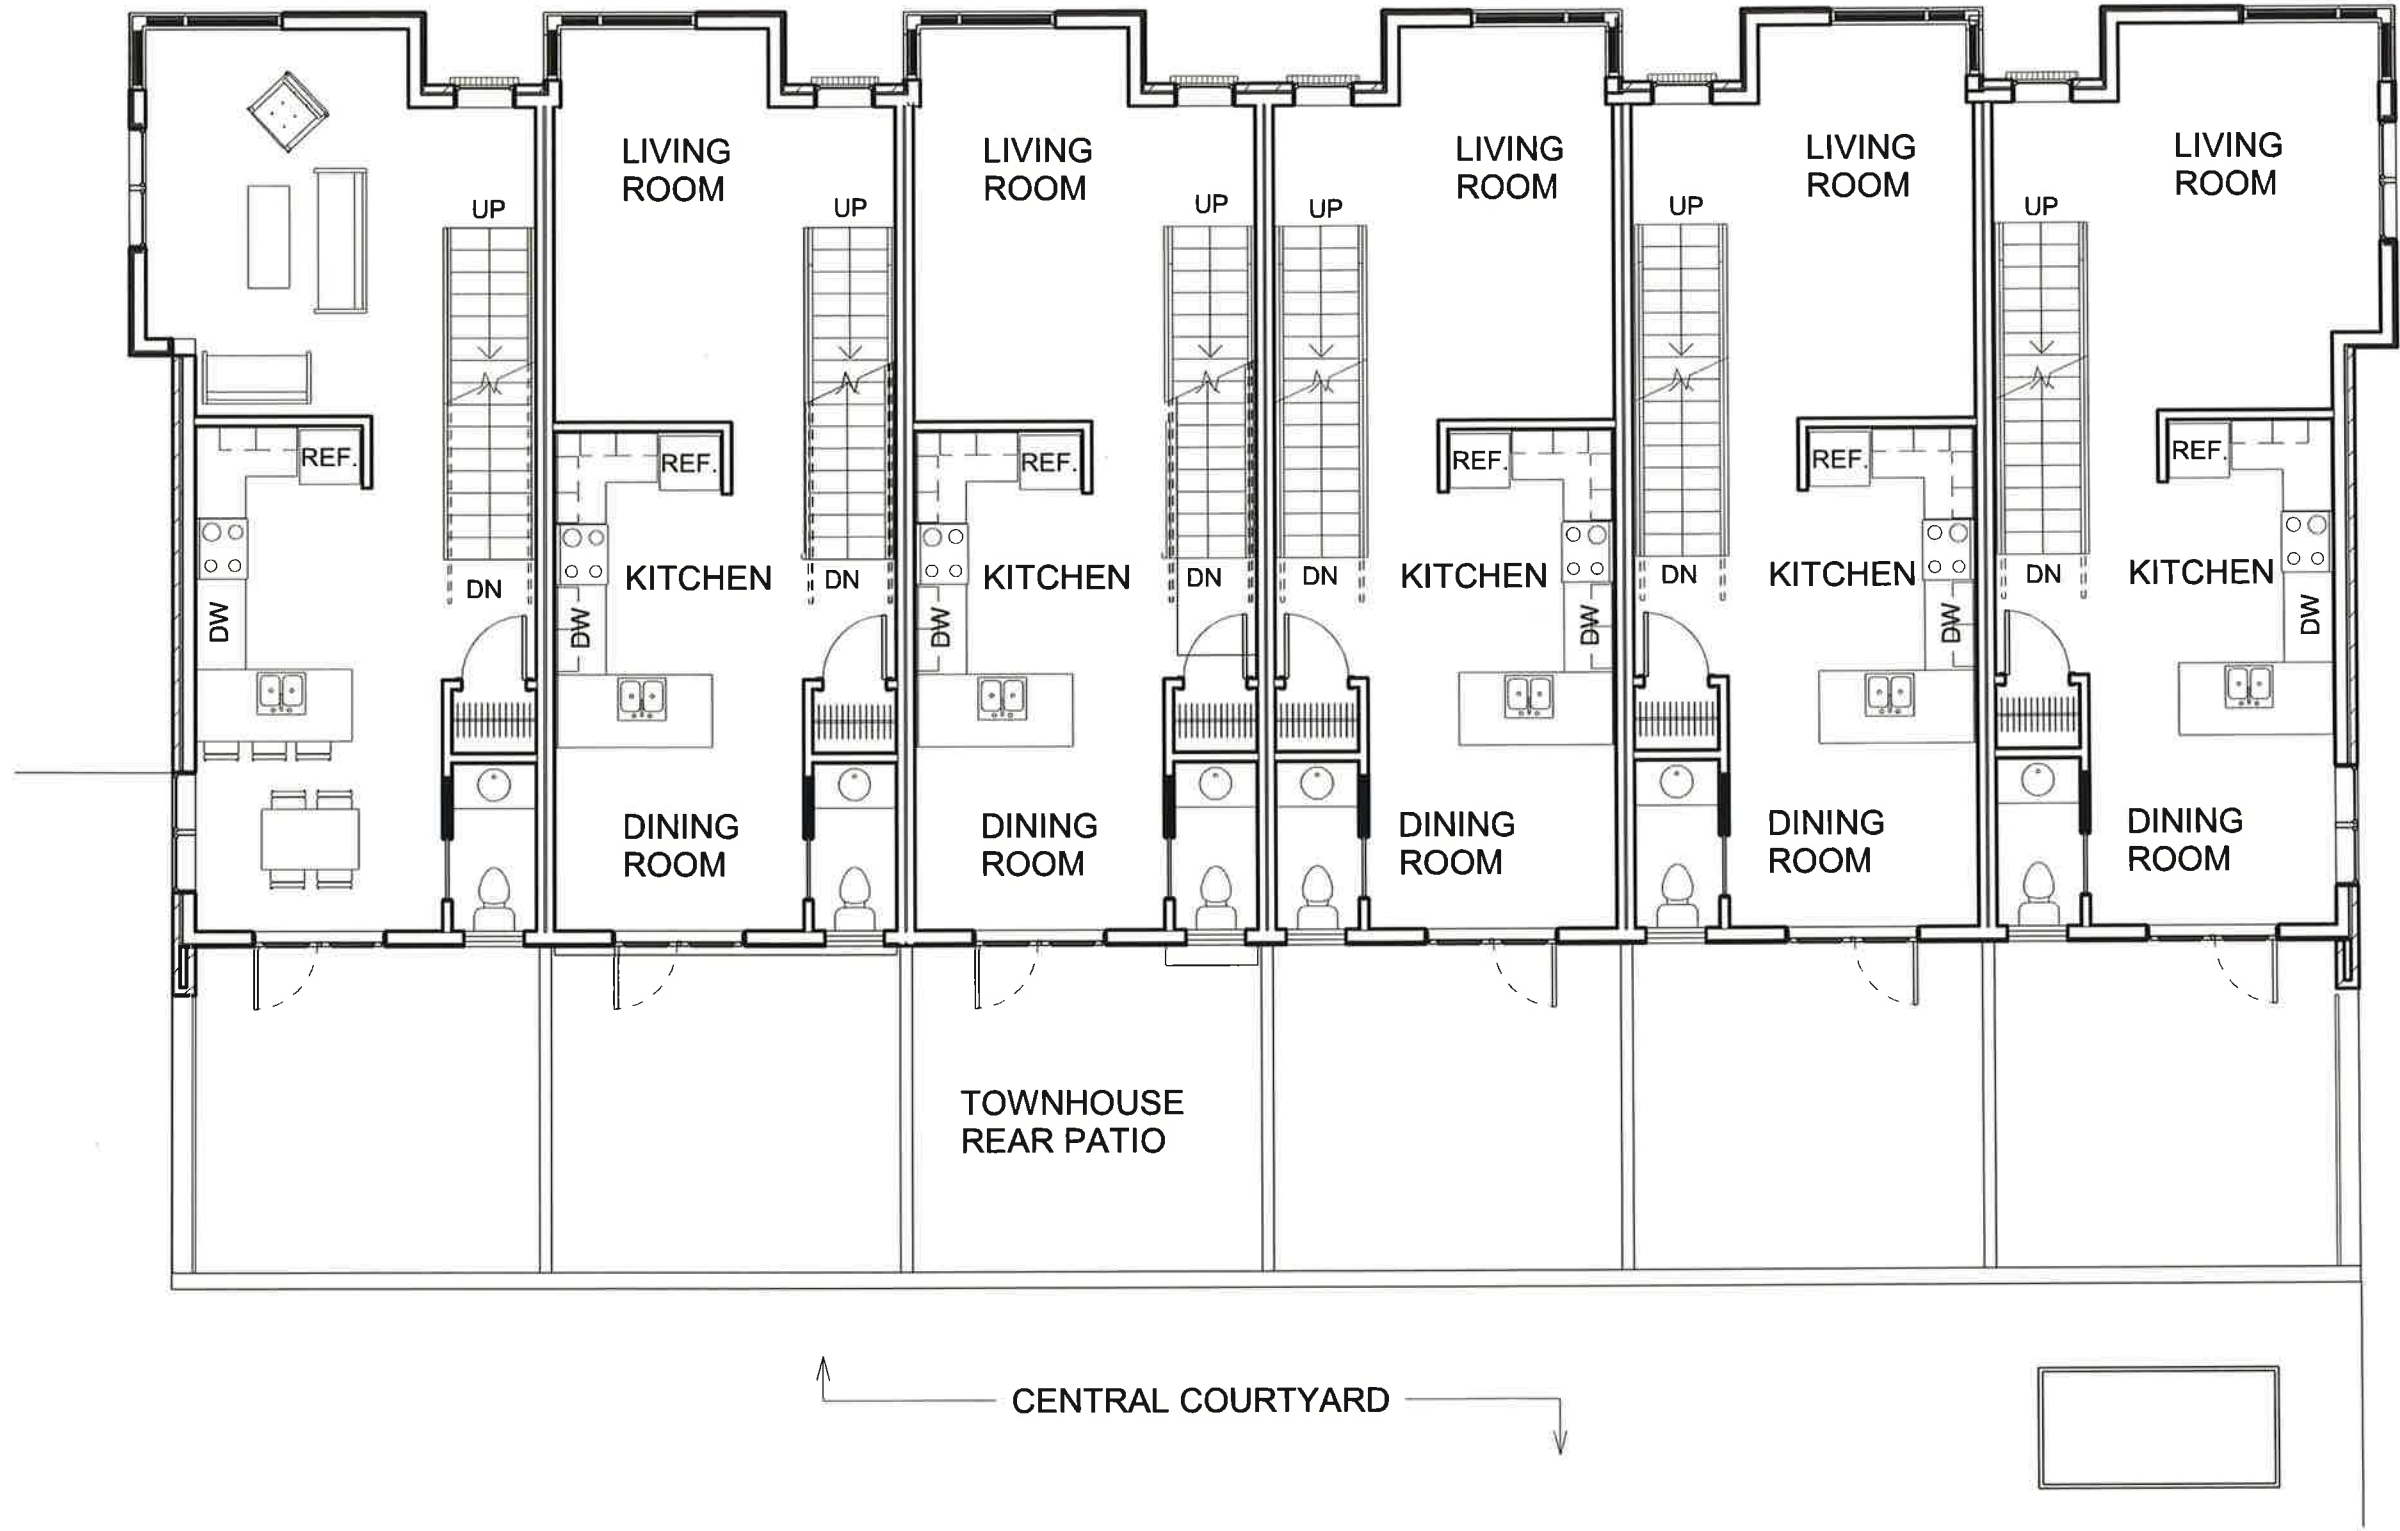 LIVING
ROOM
LIVING
ROOM
LIVING
ROOM
LIVING
ROOM
LIVING
ROOM
UP
UP
UP
UP
UP
UP
REF.
REF.
REF.
REF.
REF.
REF.
KITCHEN
KITCHEN
KITCHEN
KITCHEN
KITCHEN
DN
DN
DN
DN
DN
DN
DW
DW
DW
DW
DW
DW
DINING
ROOM
DINING
ROOM
DINING
ROOM
DINING
ROOM
DINING
ROOM
TOWNHOUSE
REAR PATIO
CENTRAL COURTYARD